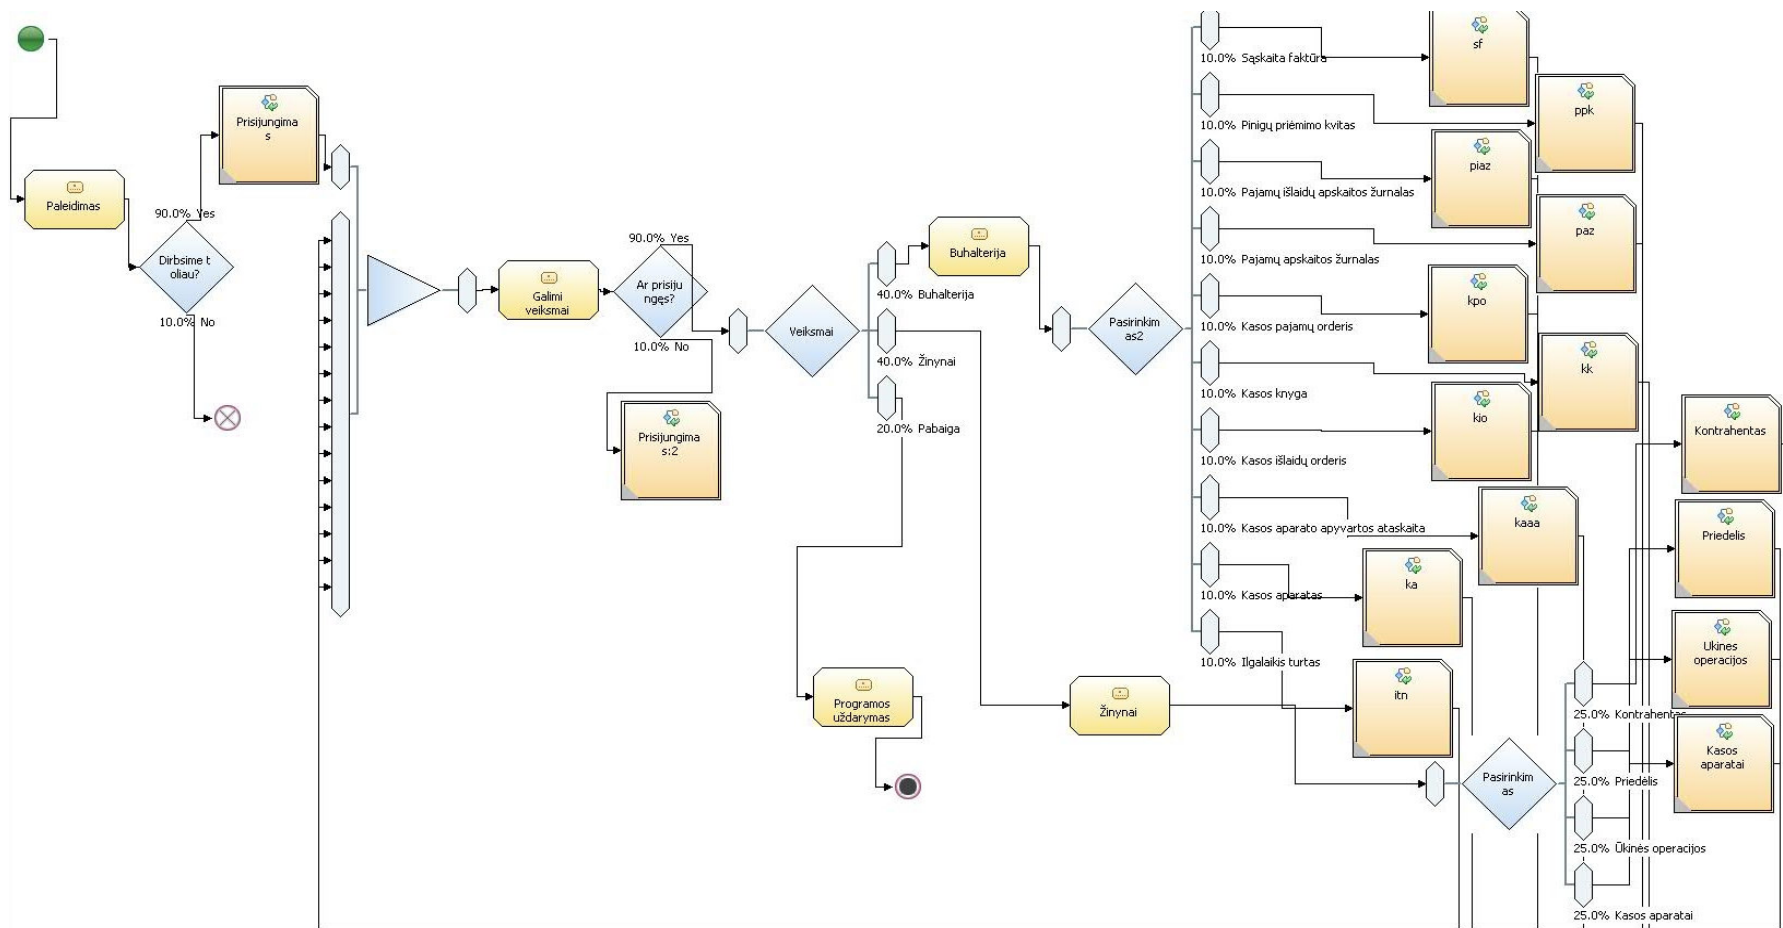 Prisijungima
s
Paleidimas
90.0% Yes
Dirbsime t
oliau?
10.0% No
Galimi
veiksmai
90.0% Yes
Ar prisiju
ngęs?
10.0% No
Prisijungima
s:2
Veiksmai
40.0% Buhalterija
40.0% Žinynai
20.0% Pabaiga
Buhalterija
Programos
uždarymas
Žinynai
Pasirinkim
as2
10.0% Sąskaita faktūra
10.0% Pinigų priėmimo kvitas
10.0% Pajamų išlaidų apskaitos žurnalas
10.0% Pajamų apskaitos žurnalas
10.0% Kasos pajamų orderis
10.0% Kasos knyga
10.0% Kasos išlaidų orderis
10.0% Kasos aparato apyvartos ataskaita
10.0% Kasos aparatas
10.0% Ilgalaikis turtas
sf
ppk
piaz
paz
kpo
kk
kio
kaaa
ka
itn
Pasirinkim
as
25.0% Kontrahentas
25.0% Priedėlis
25.0% Ūkinės operacijos
25.0% Kasos aparatai
Kontrahentas
Priedelis
Ukines
operacijos
Kasos
aparatai